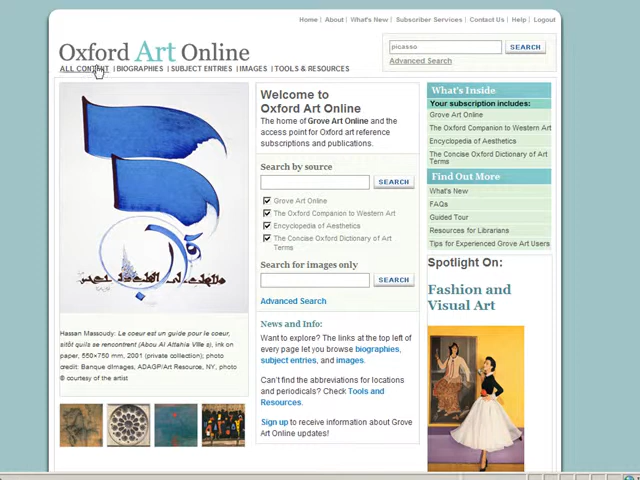 Home | About | What's New | Subscriber Services | Contact Us | Help | Logout
Oxford Art Online
picasso
SEARCH
Advanced Search
ALL CONTENT | BIOGRAPHIES | SUBJECT ENTRIES | IMAGES | TOOLS & RESOURCES
Hassan Massoudy: Le coeur est un guide pour le coeur,
sitôt quils se rencontrent (Abou Al Attahia VIIIe s), ink on
paper, 550×750 mm, 2001 (private collection); photo
credit: Banque dImages, ADAGP/Art Resource, NY, photo
© courtesy of the artist
Welcome to
Oxford Art Online
The home of Grove Art Online and the
access point for Oxford art reference
subscriptions and publications.
Search by source
SEARCH
Grove Art Online
The Oxford Companion to Western Art
Encyclopedia of Aesthetics
The Concise Oxford Dictionary of Art
Terms
Search for images only
SEARCH
Advanced Search
News and Info:
Want to explore? The links at the top left of
every page let you browse biographies,
subject entries, and images.
Can't find the abbreviations for locations
and periodicals? Check Tools and
Resources.
Sign up to receive information about Grove
Art Online updates!
What's Inside
Your subscription includes:
Grove Art Online
The Oxford Companion to Western Art
Encyclopedia of Aesthetics
The Concise Oxford Dictionary of Art
Terms
Find Out More
What's New
FAQs
Guided Tour
Resources for Librarians
Tips for Experienced Grove Art Users
Spotlight On:
Fashion and
Visual Art